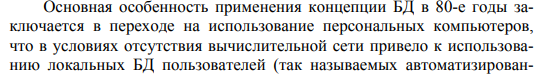 Основная особенность применения концепции БД в 80-е годы за-
ключается в переходе на использование персональных компьютеров,
что в условиях отсутствия вычислительной сети привело к использова-
нию локальных БД пользователей (так называемых автоматизирован-